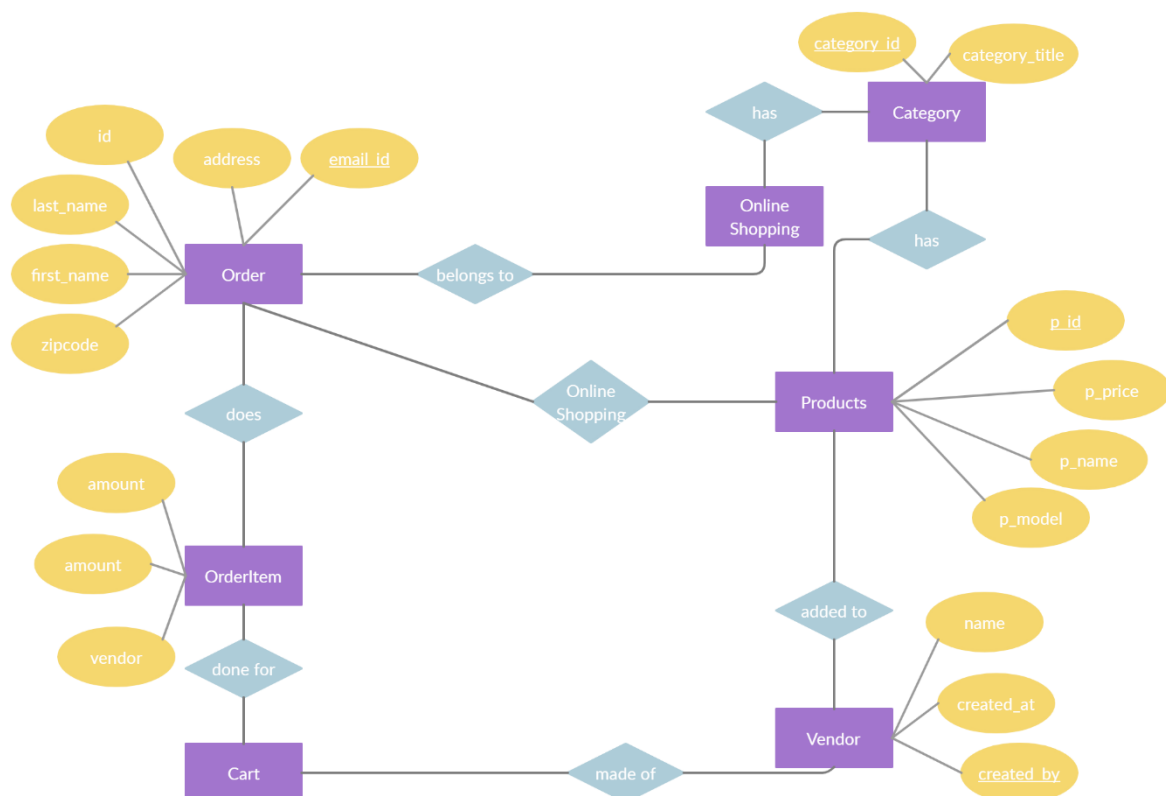 category_id
category_title
has
Category
id
address
email_id
last_name
Online
Shopping
has
first_name
Order
belongs to
zipcode
p_id
does
Online
Shopping
Products
p_price
p_name
amount
p_model
amount
OrderItem
added to
name
vendor
done for
created_at
Vendor
Cart
made of
created_by